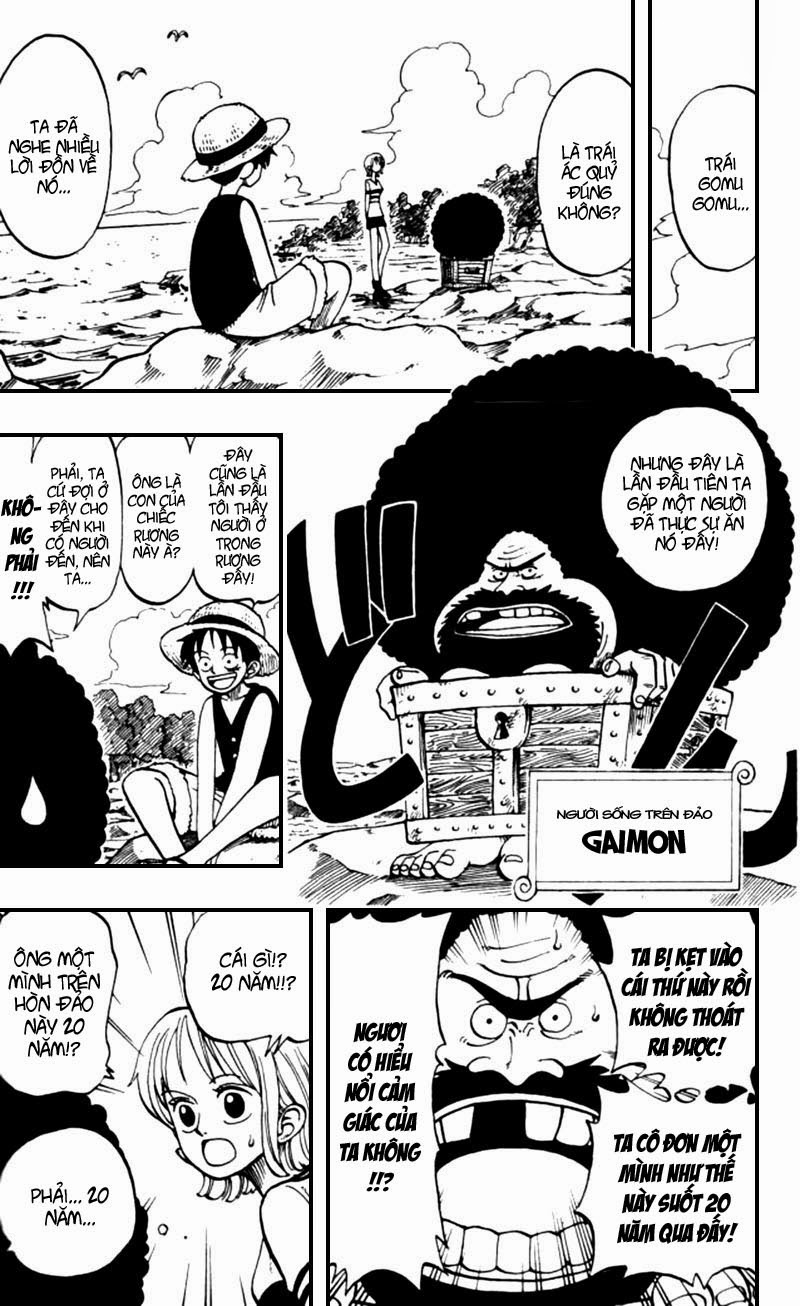 TRÁI
GOMU
GOMU...
LÀ TRÁI
ÁC QUỶ
ĐÚNG
KHÔNG?
TA ĐÃ
NGHE NHIỀU
LỜI ĐỒN VỀ
NÓ...
NHƯNG ĐÂY LÀ
LẦN ĐẦU TIÊN TA
GẶP MỘT NGƯỜI
ĐÃ THỰC SỰ ĂN
NÓ ĐẤY!
NGƯỜI SỐNG TRÊN ĐẢO
GAIMON
ĐÂY
CŨNG LÀ
LẦN ĐẦU
TÔI THẤY
NGƯỜI Ở
TRONG
RƯƠNG
ĐẤY!
ÔNG LÀ
CON CỦA
CHIẾC
RƯƠNG
NÀY À?
PHẢI, TA
CỨ ĐỢI Ở
ĐÂY CHO
ĐẾN KHI
CÓ NGƯỜI
ĐẾN, NÊN
TA...
KHÔ-
NG
PHẢI
!!!
TA BỊ KẸT VÀO
CÁI THỨ NÀY RỒI
KHÔNG THOÁT
RA ĐƯỢC!
TA CÔ ĐƠN MỘT
MÌNH NHƯ THẾ
NÀY SUỐT 20
NĂM QUA ĐẤY!
NGƯƠI
CÓ HIỂU
NỔI CẢM
GIÁC CỦA
TA KHÔNG
!!?
CÁI GÌ!?
20 NĂM!!?
ÔNG MỘT
MÌNH TRÊN
HÒN ĐẢO
NÀY 20
NĂM!?
PHẢI... 20
NĂM...